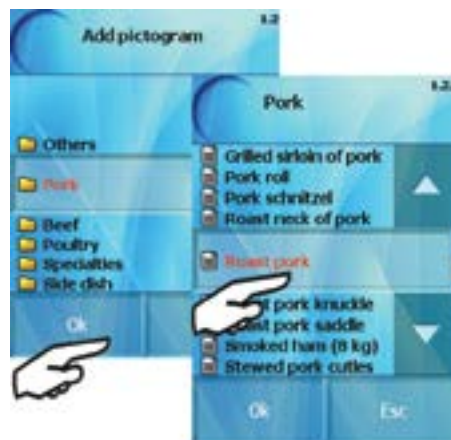 Add pictogram
1.2
Others
Pork
Beef
Poultry
Specialties
Side dish
Ok
Pork
1.2
Grilled sirloin of pork
Pork roll
Pork schnitzel
Roast neck of pork
Roast pork
pork knuckle
pork saddle
Smoked ham (8 kg)
Stewed pork cutles
Ok
Esc